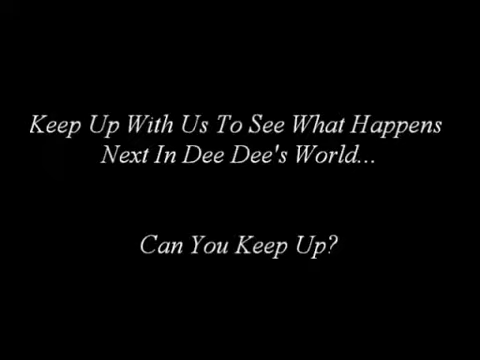 Keep Up With Us To See What Happens
Next In Dee Dee's World...
Can You Keep Up?